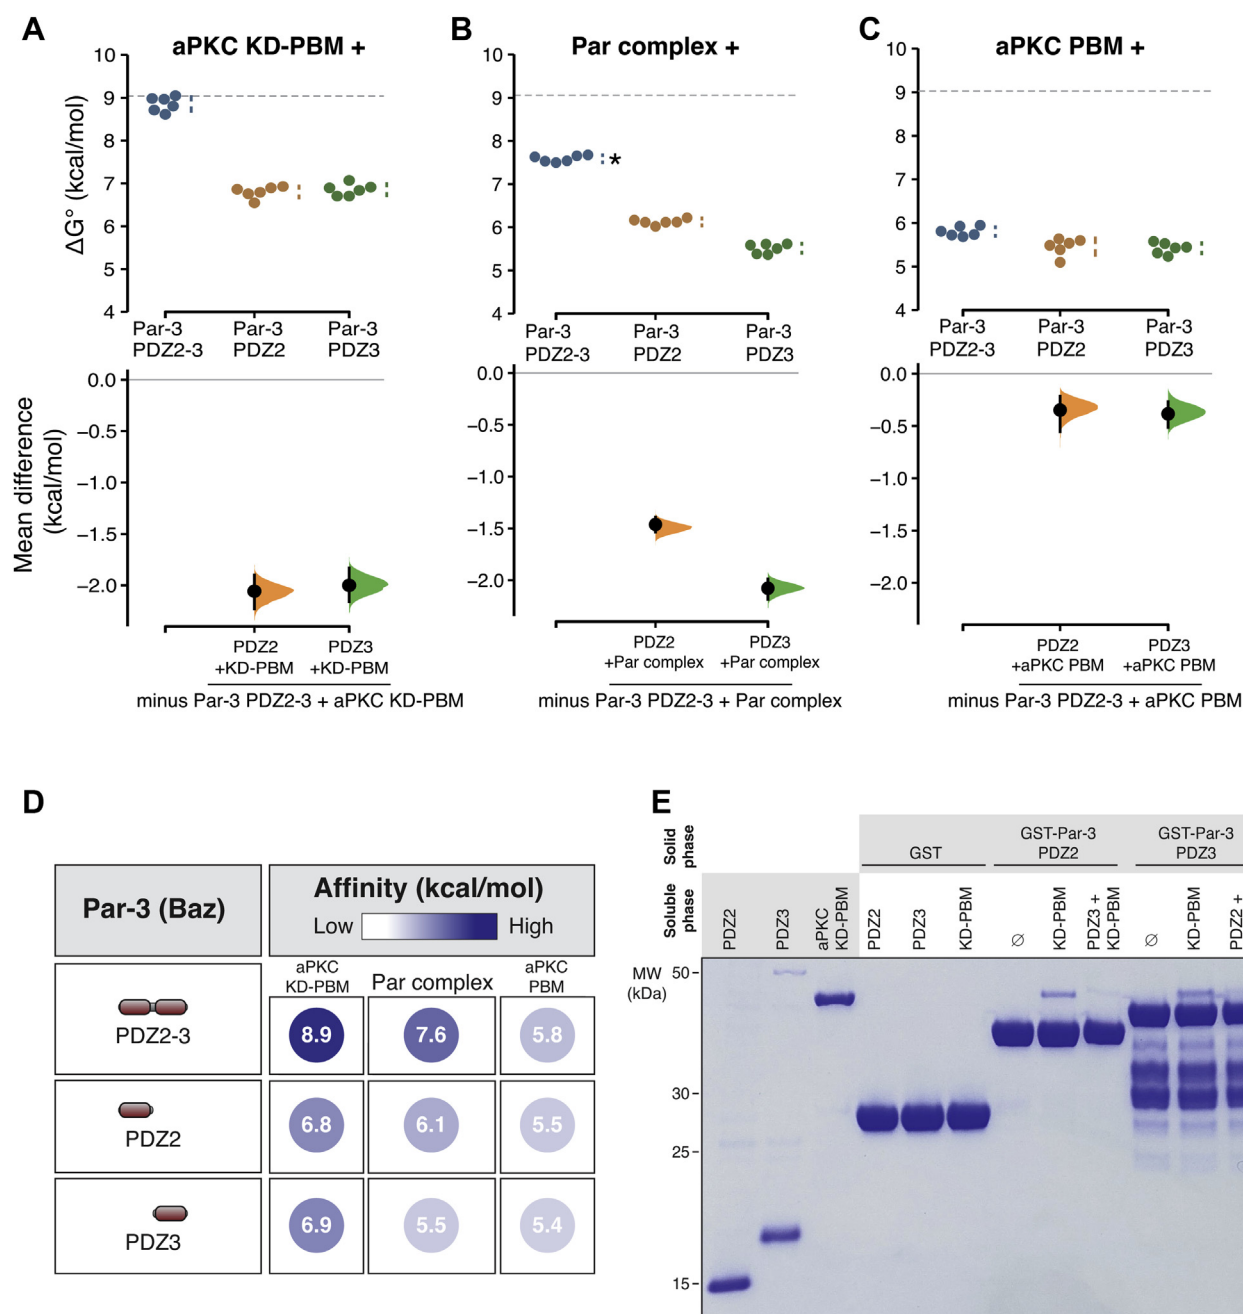 A
aPKC KD-PBM +
10
9
8
7
6
5
4
ΔG° (kcal/mol)
Par-3 PDZ2-3
Par-3 PDZ2
Par-3 PDZ3
0.0
−0.5
−1.0
−1.5
−2.0
Mean difference (kcal/mol)
PDZ2 +KD-PBM
PDZ3 +KD-PBM
minus Par-3 PDZ2-3 + aPKC KD-PBM
B
Par complex +
10
9
8
7
6
5
4
*
Par-3 PDZ2-3
Par-3 PDZ2
Par-3 PDZ3
0.0
−0.5
−1.0
−1.5
−2.0
PDZ2 +Par complex
PDZ3 +Par complex
minus Par-3 PDZ2-3 + Par complex
C
aPKC PBM +
10
9
8
7
6
5
4
Par-3 PDZ2-3
Par-3 PDZ2
Par-3 PDZ3
0.0
−0.5
−1.0
−1.5
−2.0
PDZ2 +aPKC PBM
PDZ3 +aPKC PBM
minus Par-3 PDZ2-3 + aPKC PBM
D
Par-3 (Baz)
Affinity (kcal/mol)
Low High
aPKC KD-PBM
Par complex
aPKC PBM
PDZ2-3
8.9
7.6
5.8
PDZ2
6.8
6.1
5.5
PDZ3
6.9
5.5
5.4
E
Solid phase
GST
GST-Par-3 PDZ2
GST-Par-3 PDZ3
Soluble phase
PDZ2
PDZ3
aPKC KD-PBM
PDZ2
PDZ3
KD-PBM
∅
KD-PBM
PDZ3 + KD-PBM
∅
KD-PBM
PDZ2 +
MW (kDa)
50
30
25
15